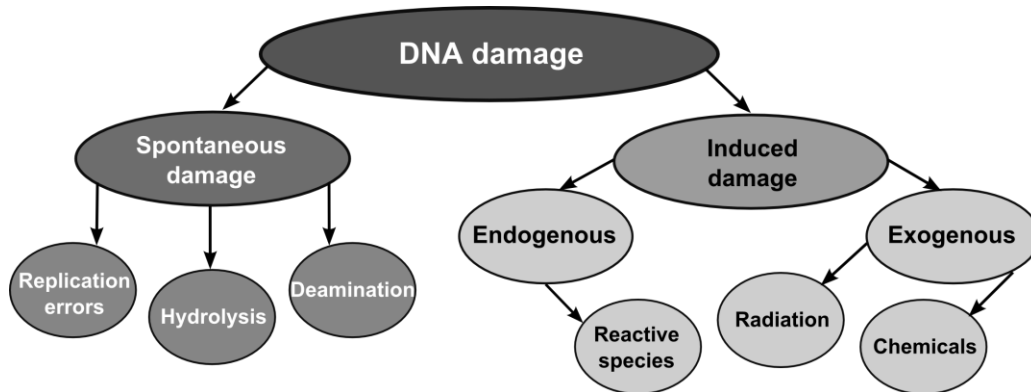 DNA damage
Spontaneous
damage
Induced
damage
Endogenous
Exogenous
Replication
errors
Hydrolysis
Deamination
Reactive
species
Radiation
Chemicals